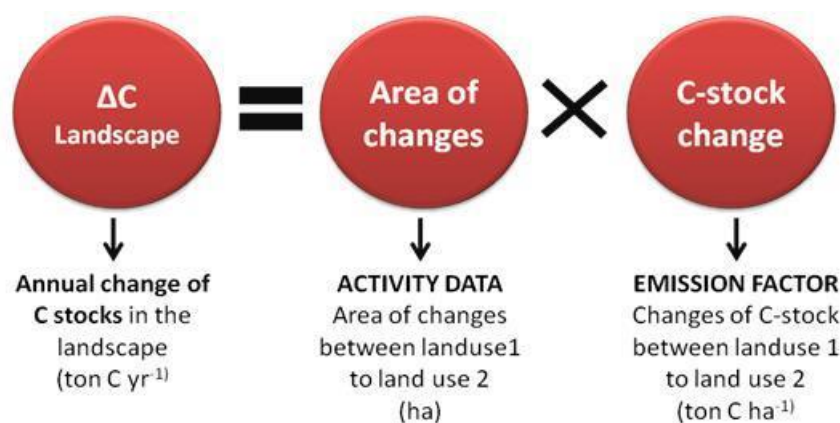 ΔC
Landscape
=
Area of
changes
×
C-stock
change
Annual change of
C stocks in the
landscape
(ton C yr⁻¹)
ACTIVITY DATA
Area of changes
between landuse1
to land use 2
(ha)
EMISSION FACTOR
Changes of C-stock
between landuse 1
to land use 2
(ton C ha⁻¹)